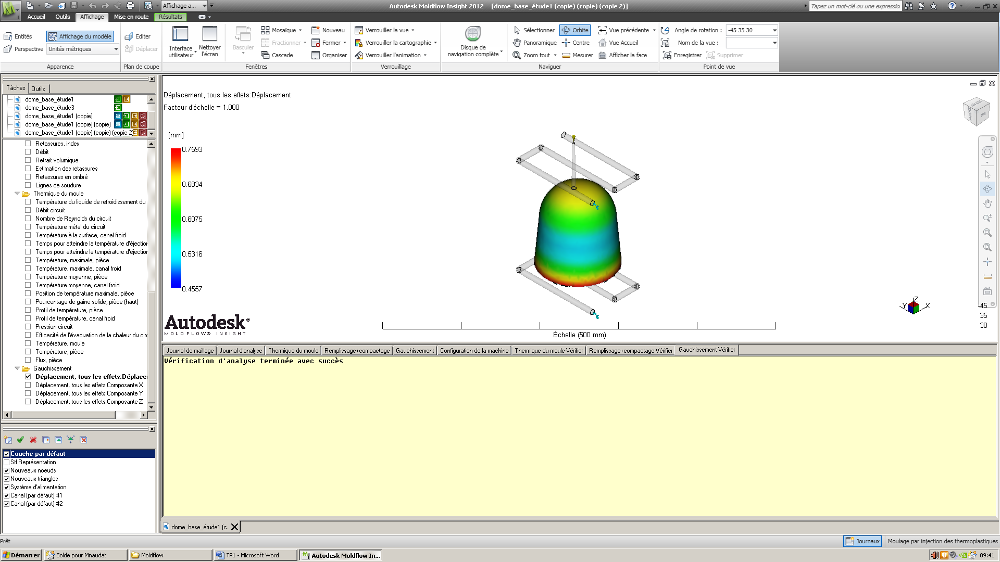 Affichage a...
Autodesk Moldflow Insight 2012 [dome_base_étude1 (copie) (copie) (copie 2)]
Tapez un mot-clé ou une expressio
Accueil Outils Affichage Mise en route Résultats
Entités Affichage du modèle
Perspective Unités métriques
Apparence
Editer
Déplacer
Plan de coupe
Interface utilisateur
Nettoyer l'écran
Basculer
Mosaïque
Fractionner
Cascade
Nouveau
Fermer
Organiser
Fenêtres
Verrouiller la vue
Verrouiller la cartographie
Verrouiller l'animation
Verrouillage
Disque de navigation complète
Sélectionner Orbite Vue précédente
Panoramique Centre Vue Accueil
Zoom tout Mesurer Afficher la face
Naviguer
Angle de rotation : -45 35 30
Nom de la vue :
Enregistrer Supprimer
Point de vue
Tâches Outils
dome_base_étude1
dome_base_étude3
dome_base_étude1 (copie)
dome_base_étude1 (copie) (copie)
dome_base_étude1 (copie) (copie) (copie 2)
Retassures, index
Débit
Retrait volumique
Estimation des retassures
Retassures en ombré
Lignes de soudure
Thermique du moule
Température du liquide de refroidissement du
Débit circuit
Nombre de Reynolds du circuit
Température métal du circuit
Température à la surface, canal froid
Temps pour atteindre la température d'éjection
Temps pour atteindre la température d'éjection
Température, maximale, pièce
Température, maximale, canal froid
Température moyenne, pièce
Température moyenne, canal froid
Position de température maximale, pièce
Pourcentage de gaine solide, pièce (haut)
Profil de température, pièce
Profil de température, canal froid
Pression circuit
Efficacité de l'évacuation de la chaleur du circ
Température, moule
Température, pièce
Flux, pièce
Gauchissement
Déplacement, tous les effets:Déplacem
Déplacement, tous les effets:Composante X
Déplacement, tous les effets:Composante Y
Déplacement, tous les effets:Composante Z
Couche par défaut
Stl Représentation
Nouveaux noeuds
Nouveaux triangles
Système d'alimentation
Canal (par défaut) #1
Canal (par défaut) #2
Déplacement, tous les effets:Déplacement
Facteur d'échelle = 1.000
[mm]
0.7593
0.6834
0.6075
0.5316
0.4557
Autodesk®
MOLDFLOW® INSIGHT
Échelle (500 mm)
Z
Y X
-45
35
30
Journal de maillage Journal d'analyse Thermique du moule Remplissage+compactage Gauchissement Configuration de la machine Thermique du moule-Vérifier Remplissage+compactage-Vérifier Gauchissement-Vérifier
Vérification d'analyse terminée avec succès
dome_base_étude1 (c..
Prêt
Journaux Moulage par injection des thermoplastiques
Démarrer Solde pour Mnaudat Moldflow TP1 - Microsoft Word Autodesk Moldflow In... 09:41